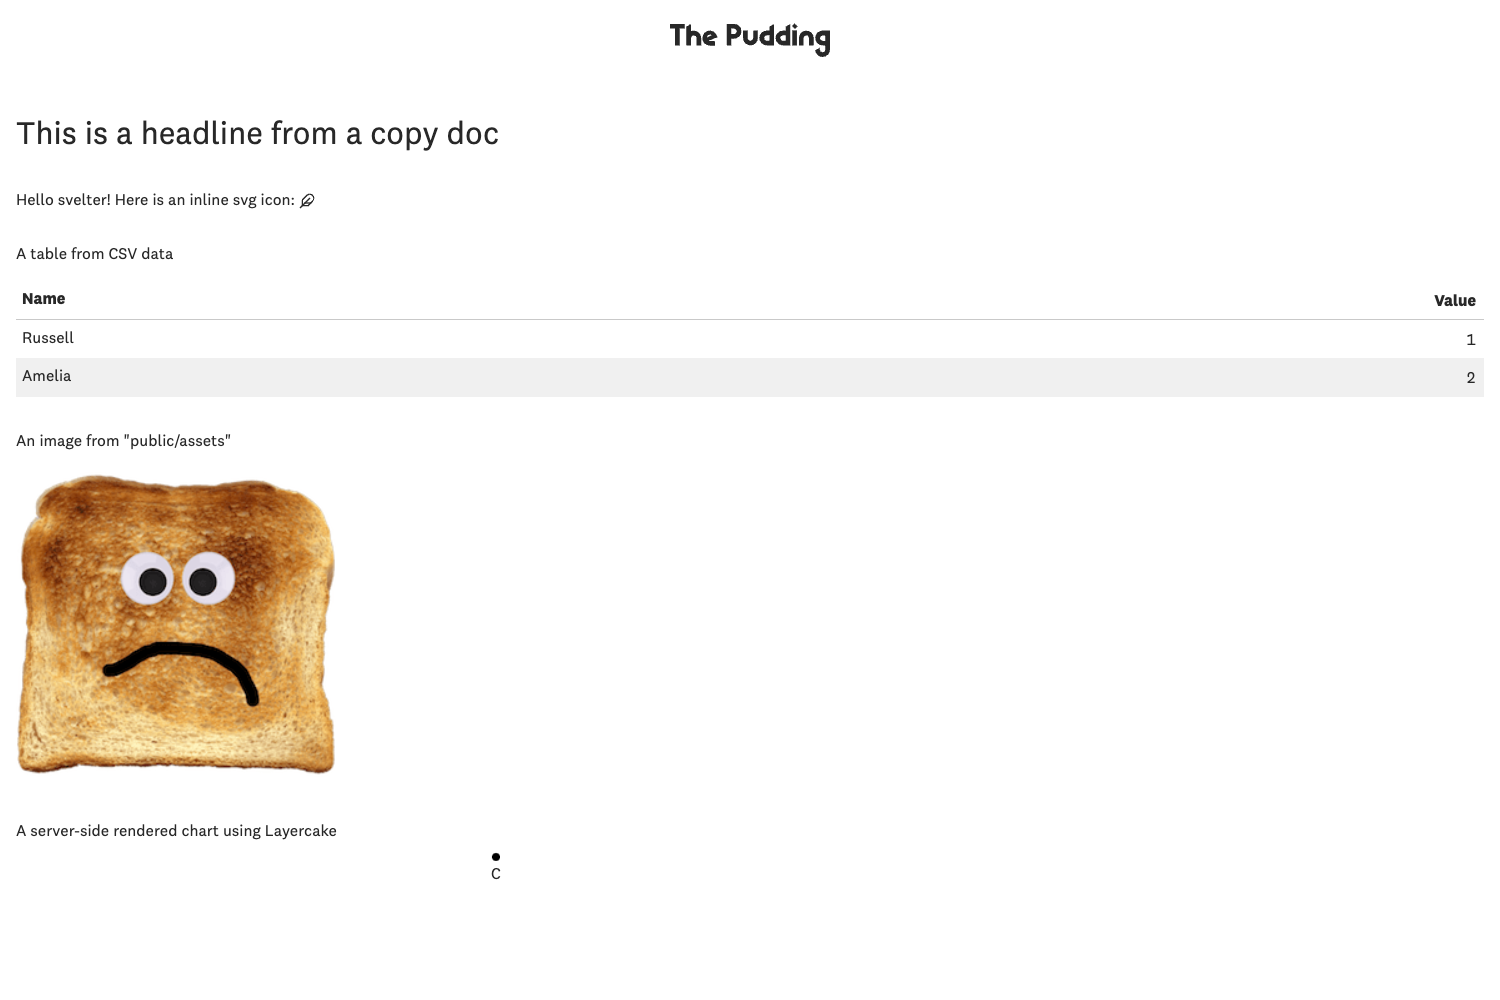 The Pudding
This is a headline from a copy doc
Hello svelter! Here is an inline svg icon:
A table from CSV data
Name Value
Russell 1
Amelia 2
An image from "public/assets"
A server-side rendered chart using Layercake
C